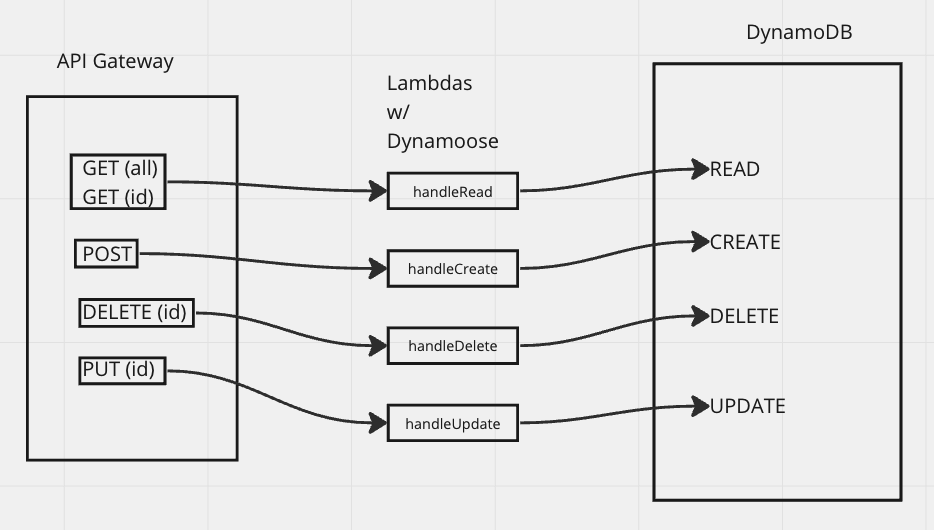 DynamoDB
API Gateway
Lambdas
w/
Dynamoose
GET (all)
GET (id)
handleRead
READ
POST
handleCreate
CREATE
DELETE (id)
handleDelete
DELETE
PUT (id)
handleUpdate
UPDATE